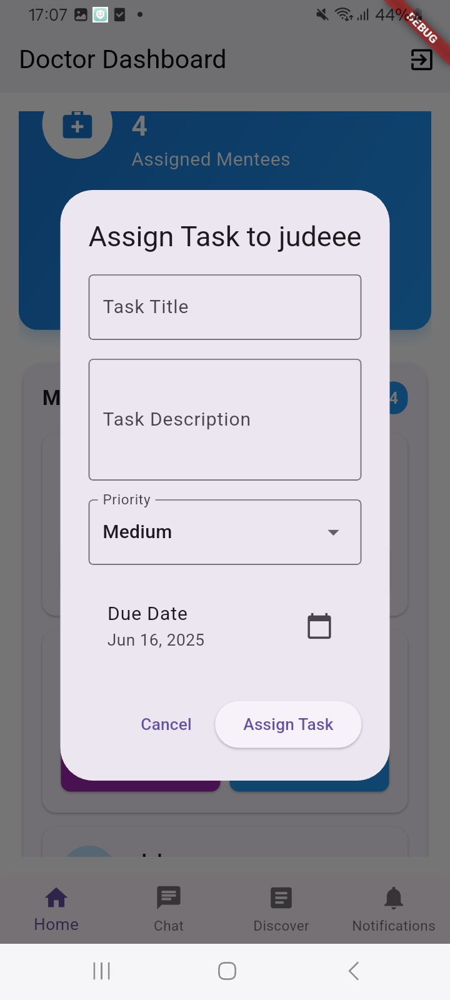 17:07 44%
DEBUG
Doctor Dashboard
4
Assigned Mentees
Assign Task to judeee
Task Title
Task Description
M 4
Priority
Medium
Due Date
Jun 16, 2025
Cancel Assign Task
Home Chat Discover Notifications